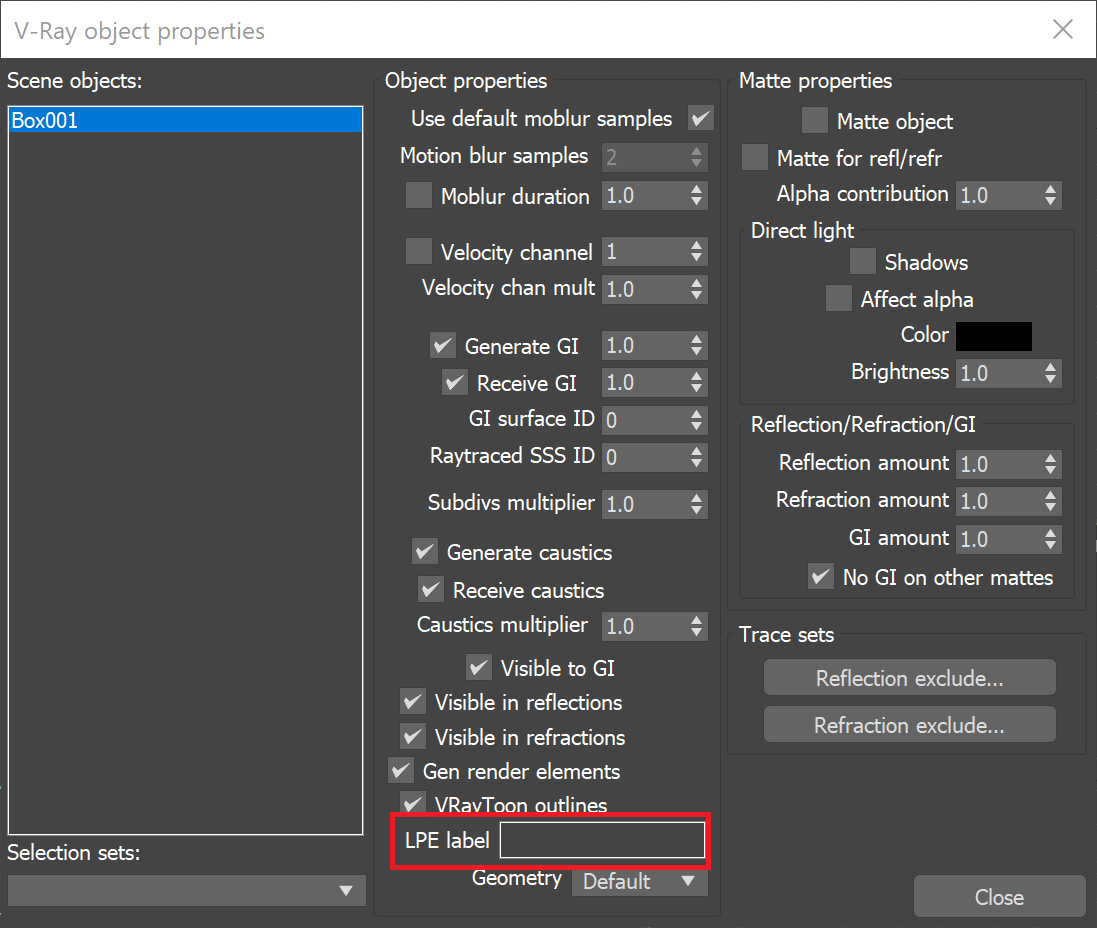 V-Ray object properties
Scene objects:
Box001
Selection sets:
Object properties
Use default moblur samples
Motion blur samples 2
Moblur duration 1.0
Velocity channel 1
Velocity chan mult 1.0
Generate GI 1.0
Receive GI 1.0
GI surface ID 0
Raytraced SSS ID 0
Subdivs multiplier 1.0
Generate caustics
Receive caustics
Caustics multiplier 1.0
Visible to GI
Visible in reflections
Visible in refractions
Gen render elements
VRayToon outlines
LPE label
Geometry Default
Matte properties
Matte object
Matte for refl/refr
Alpha contribution 1.0
Direct light
Shadows
Affect alpha
Color
Brightness 1.0
Reflection/Refraction/GI
Reflection amount 1.0
Refraction amount 1.0
GI amount 1.0
No GI on other mattes
Trace sets
Reflection exclude...
Refraction exclude...
Close